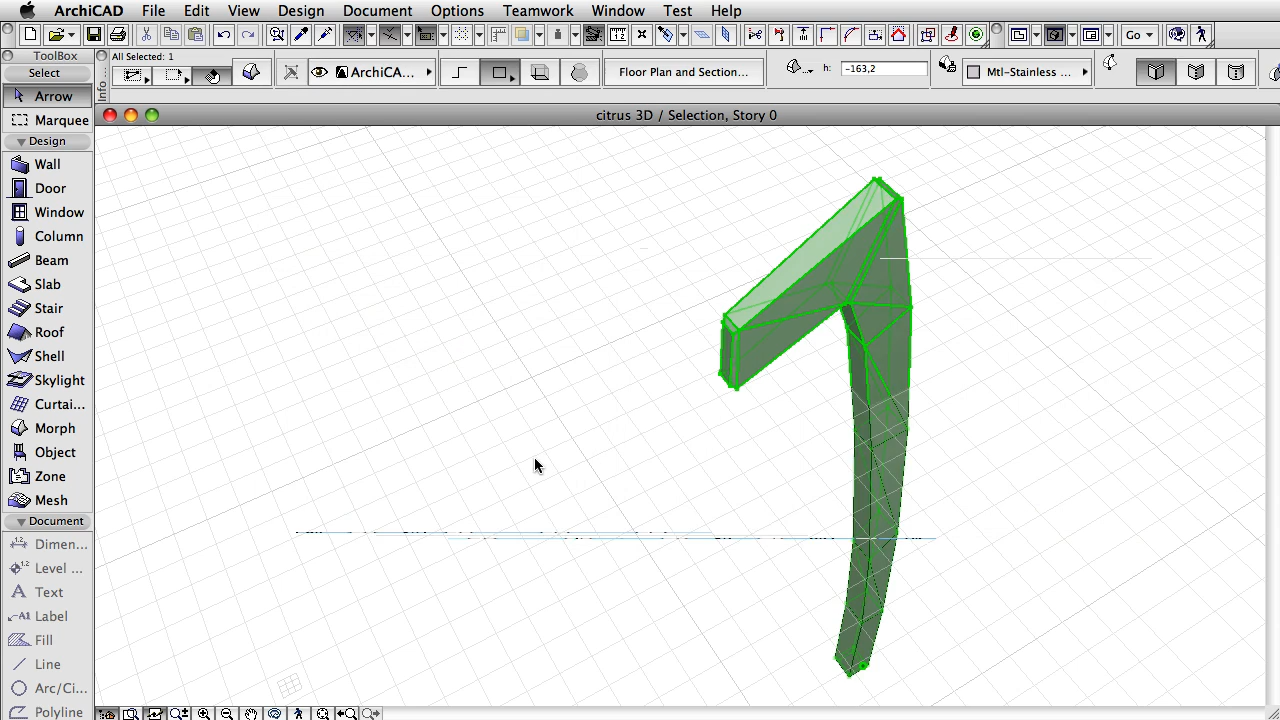 ArchiCAD File Edit View Design Document Options Teamwork Window Test Help
Go
ToolBox
All Selected: 1
Select
Info
ArchiCA...
Floor Plan and Section...
h: -163,2
Mtl-Stainless ...
Arrow
Marquee
citrus 3D / Selection, Story 0
Design
Wall
Door
Window
Column
Beam
Slab
Stair
Roof
Shell
Skylight
Curtai...
Morph
Object
Zone
Mesh
Document
Dimen...
Level ...
Text
Label
Fill
Line
Arc/Ci...
Polyline